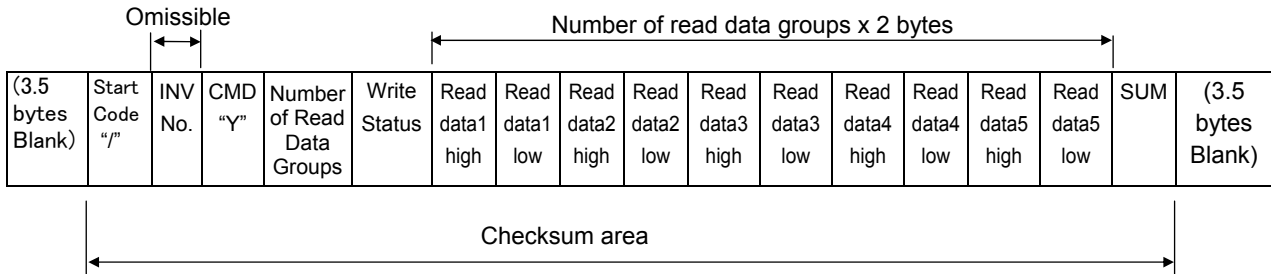 Omissible
Number of read data groups x 2 bytes
(3.5 bytes Blank)
Start Code "/"
INV No.
CMD "Y"
Number of Read Data Groups
Write Status
Read data1 high
Read data1 low
Read data2 high
Read data2 low
Read data3 high
Read data3 low
Read data4 high
Read data4 low
Read data5 high
Read data5 low
SUM
(3.5 bytes Blank)
Checksum area